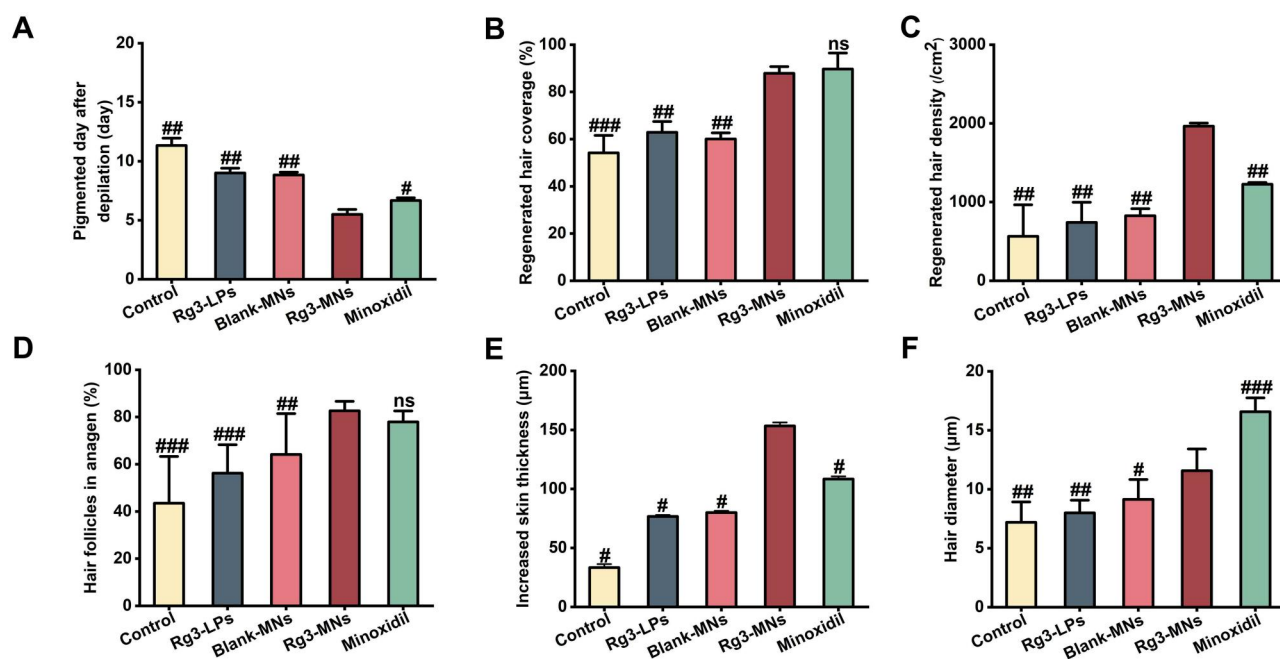 A
Pigmented day after
depilation (day)
20
15
10
5
0
##
##
##
#
Control
Rg3-LPs
Blank-MNs
Rg3-MNs
Minoxidil
B
Regenerated hair coverage (%)
100
80
60
40
20
0
###
##
##
ns
Control
Rg3-LPs
Blank-MNs
Rg3-MNs
Minoxidil
C
Regenerated hair density (/cm²)
3000
2000
1000
0
##
##
##
##
Control
Rg3-LPs
Blank-MNs
Rg3-MNs
Minoxidil
D
Hair follicles in anagen (%)
100
80
60
40
20
0
###
###
##
ns
Control
Rg3-LPs
Blank-MNs
Rg3-MNs
Minoxidil
E
Increased skin thickness (μm)
200
150
100
50
0
#
#
#
#
Control
Rg3-LPs
Blank-MNs
Rg3-MNs
Minoxidil
F
Hair diameter (μm)
20
15
10
5
0
##
##
#
###
Control
Rg3-LPs
Blank-MNs
Rg3-MNs
Minoxidil